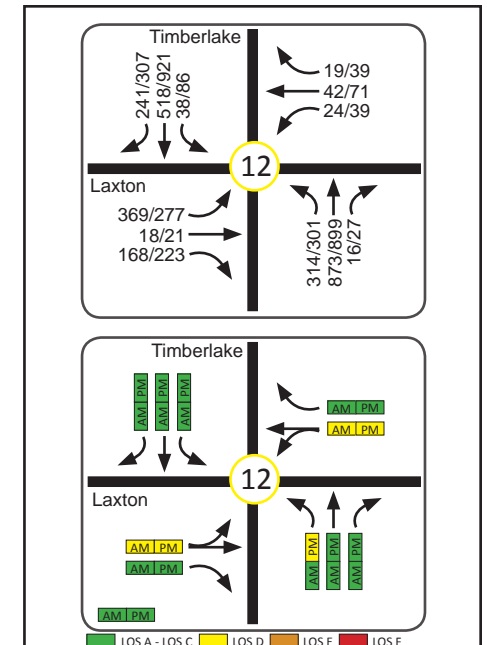 Timberlake
241/307
518/921
38/86
19/39
42/71
24/39
12
Laxton
369/277
18/21
168/223
314/301
873/899
16/27
Timberlake
AM PM
AM PM
AM PM
AM PM
AM PM
12
Laxton
AM PM
AM PM
AM PM
AM PM
AM PM
AM PM
LOS A - LOS C LOS D LOS E LOS F